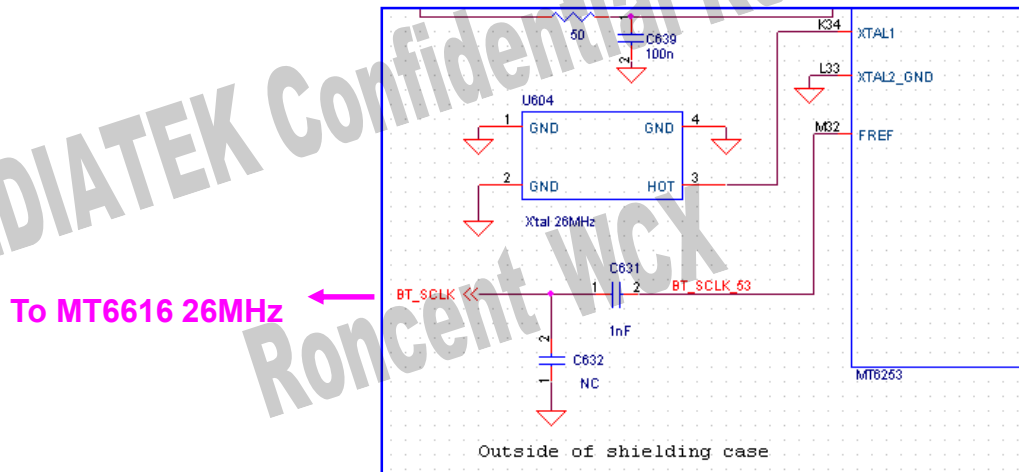 MEDIATEK Confidential
Roncent WCX
50
1
C639
100n
2
K34
XTAL1
L33
XTAL2_GND
M32
FREF
U604
1
GND
GND
4
2
GND
HOT
3
Xtal 26MHz
To MT6616 26MHz
BT_SCLK
C631
1
2
BT_SCLK_53
1nF
2
C632
1
NC
MT6253
Outside of shielding case